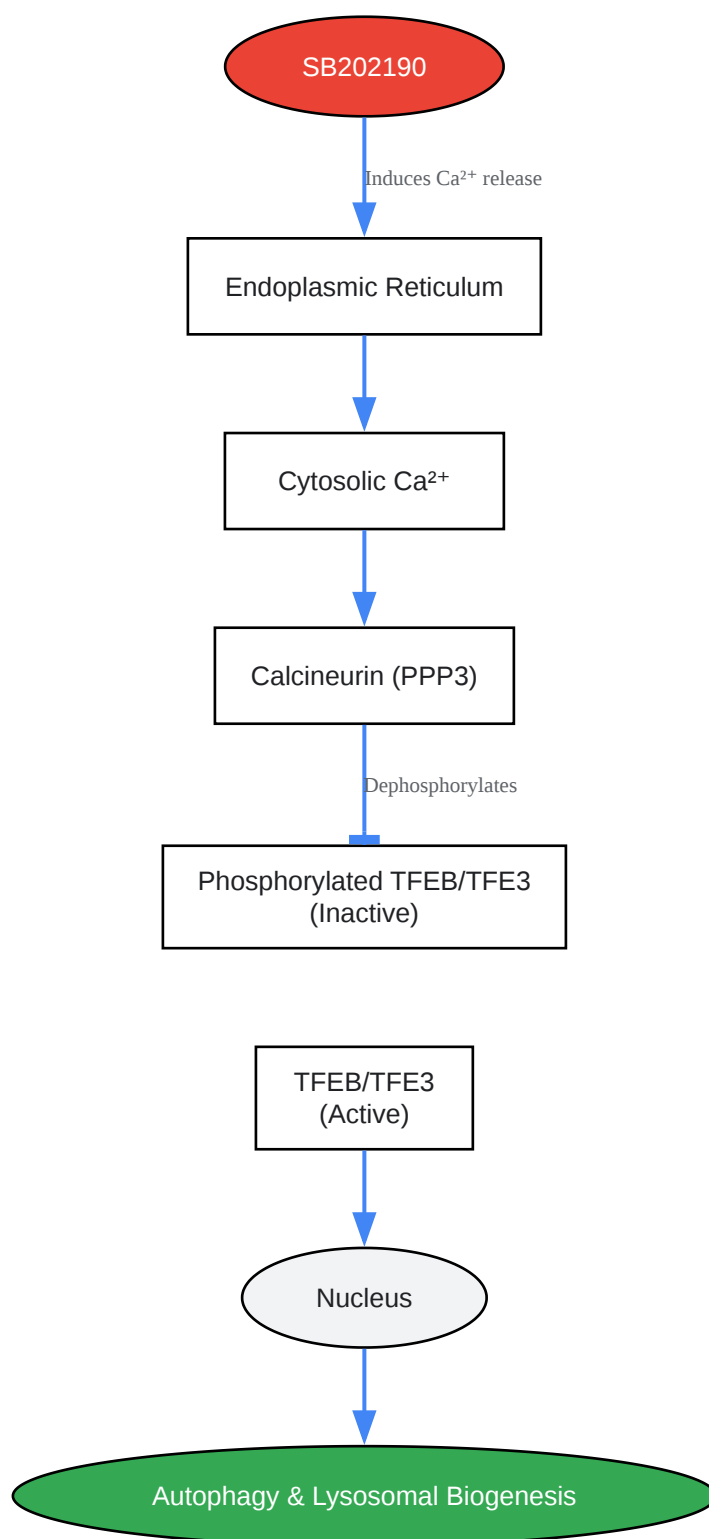 SB202190
Induces Ca²⁺ release
Endoplasmic Reticulum
Cytosolic Ca²⁺
Calcineurin (PPP3)
Dephosphorylates
Phosphorylated TFEB/TFE3
(Inactive)
TFEB/TFE3
(Active)
Nucleus
Autophagy & Lysosomal Biogenesis